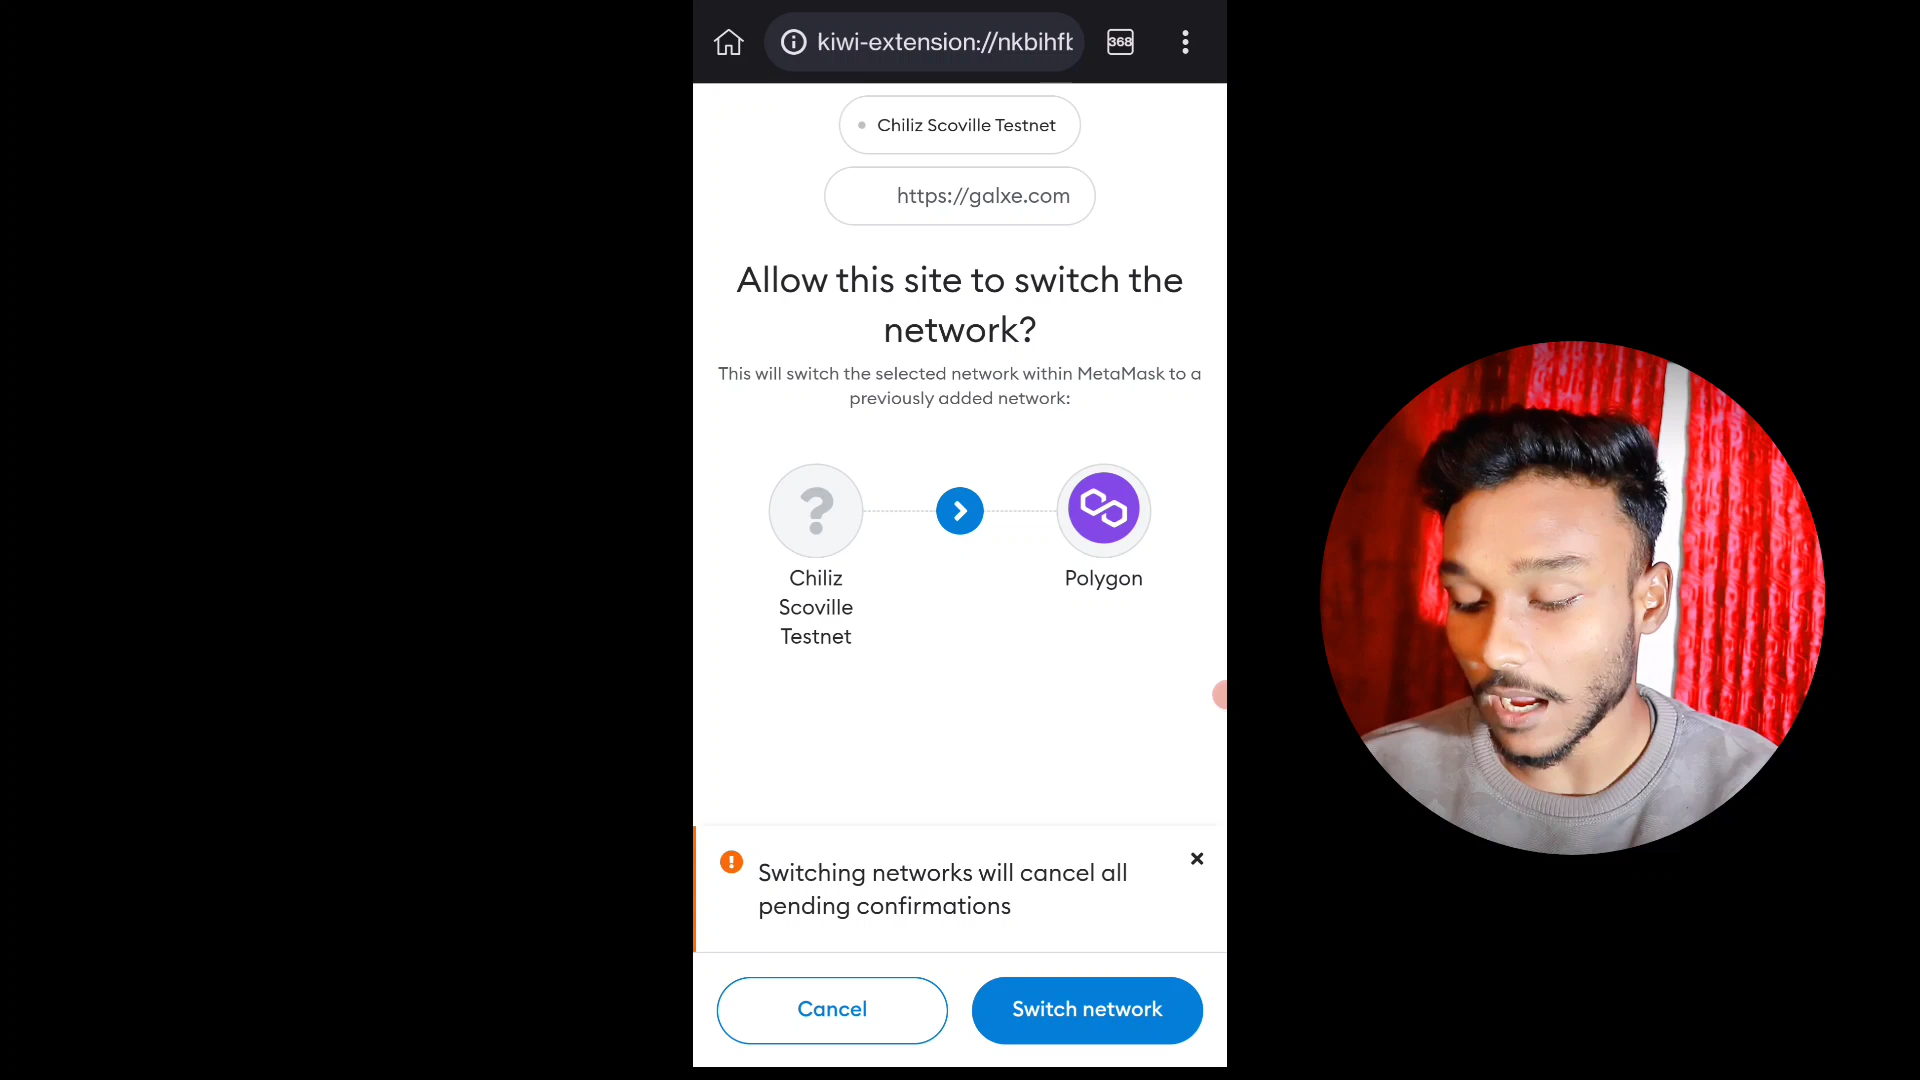 kiwi-extension://nkbihfb
368
Chiliz Scoville Testnet
https://galxe.com
Allow this site to switch the
network?
This will switch the selected network within MetaMask to a
previously added network:
?
Chiliz
Scoville
Testnet
Polygon
Switching networks will cancel all
pending confirmations
Cancel
Switch network